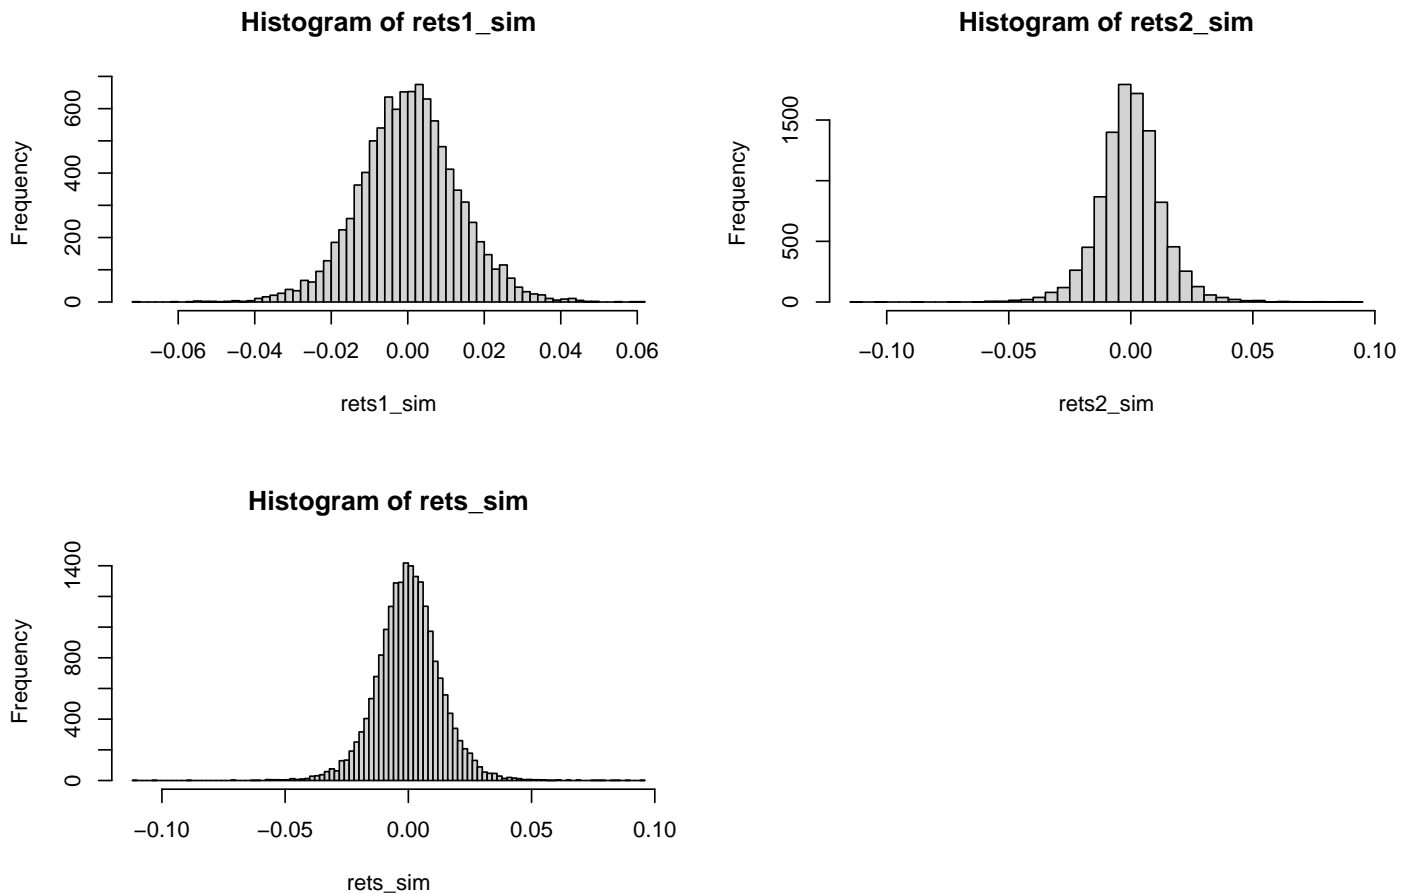 Histogram of rets1_sim
Frequency
0 200 400 600
−0.06 −0.04 −0.02 0.00 0.02 0.04 0.06
rets1_sim
Histogram of rets2_sim
Frequency
0 500 1500
−0.10 −0.05 0.00 0.05 0.10
rets2_sim
Histogram of rets_sim
Frequency
0 400 800 1400
−0.10 −0.05 0.00 0.05 0.10
rets_sim